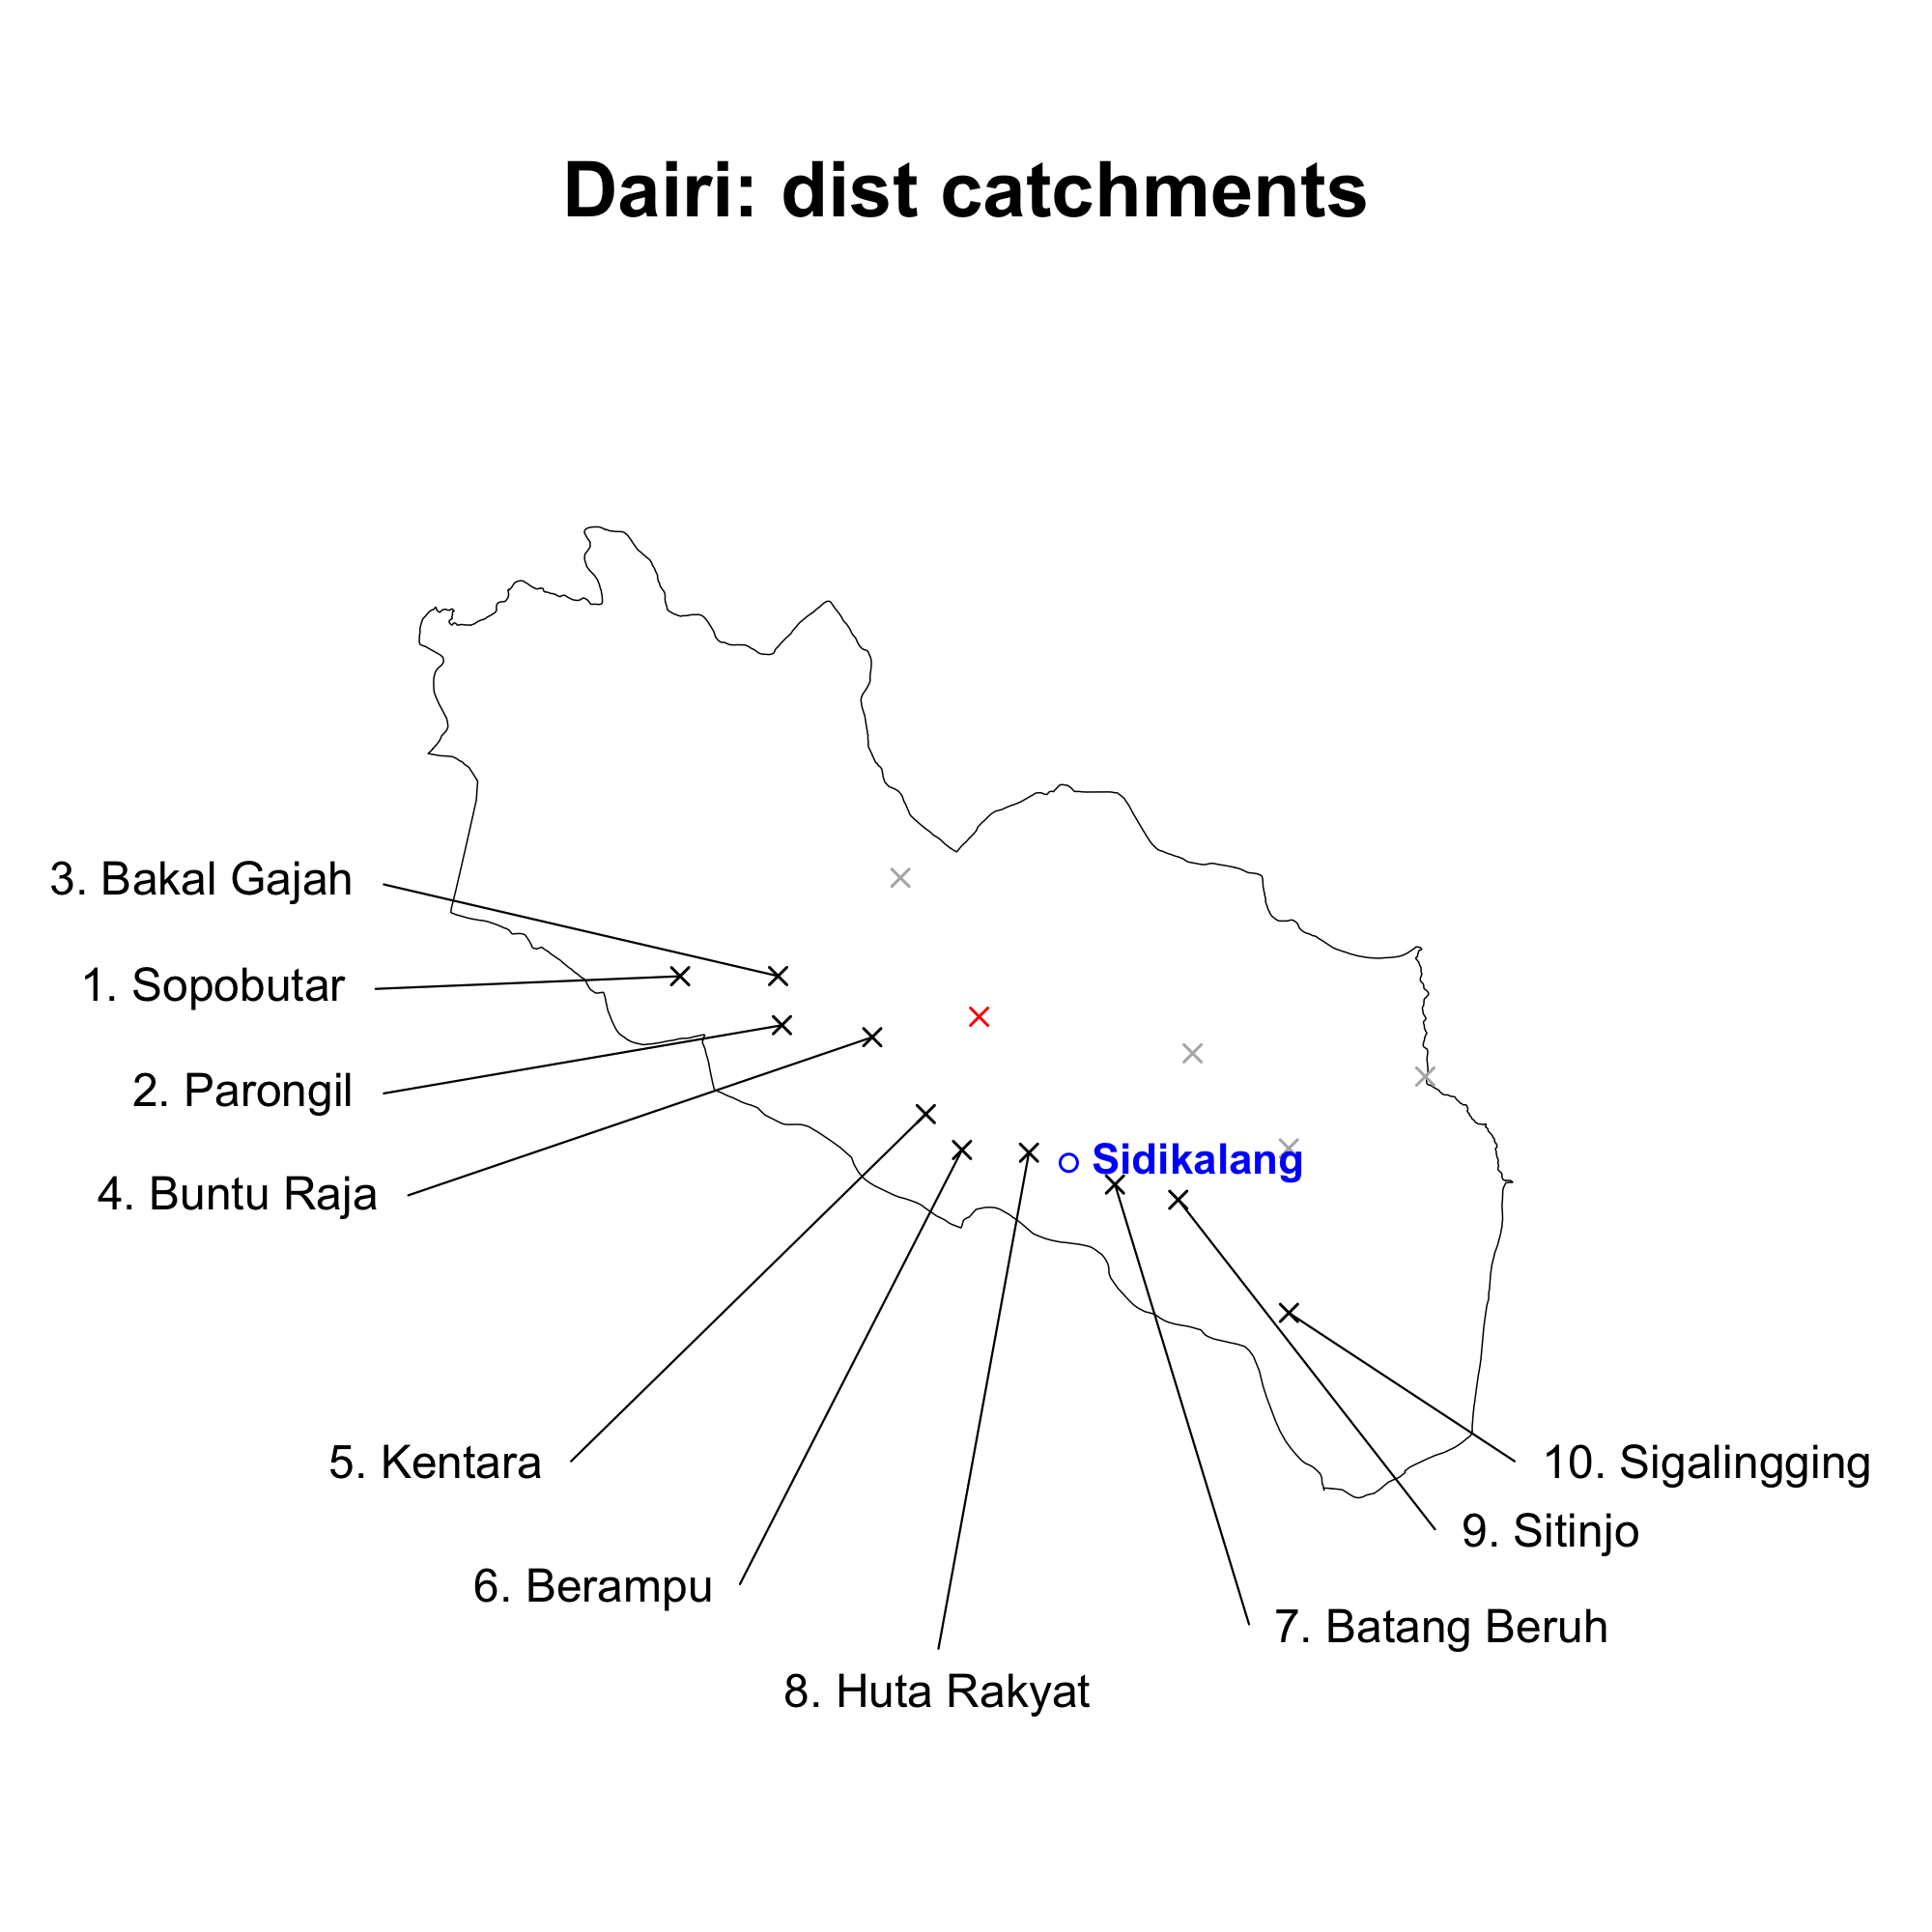 Dairi: dist catchments
3. Bakal Gajah
1. Sopobutar
2. Parongil
Sidikalang
4. Buntu Raja
5. Kentara
10. Sigalingging
9. Sitinjo
6. Berampu
7. Batang Beruh
8. Huta Rakyat